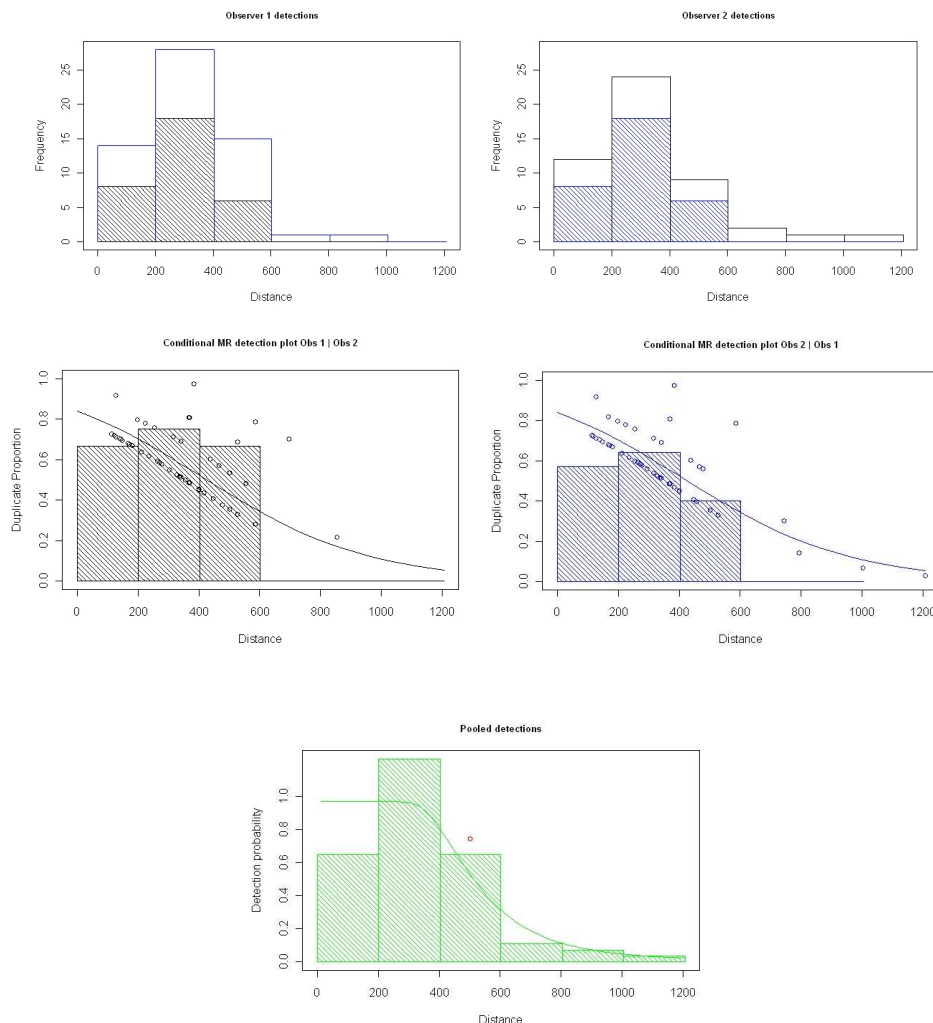 Observer 1 detections
Frequency
25
20
15
10
5
0
0 200 400 600 800 1000 1200
Distance
Observer 2 detections
Frequency
25
20
15
10
5
0
0 200 400 600 800 1000 1200
Distance
Conditional MR detection plot Obs 1 | Obs 2
Duplicate Proportion
1.0
0.8
0.6
0.4
0.2
0.0
0 200 400 600 800 1000 1200
Distance
Conditional MR detection plot Obs 2 | Obs 1
Duplicate Proportion
1.0
0.8
0.6
0.4
0.2
0.0
0 200 400 600 800 1000 1200
Distance
Pooled detections
Detection probability
1.0
0.8
0.6
0.4
0.2
0.0
0 200 400 600 800 1000 1200
Distance